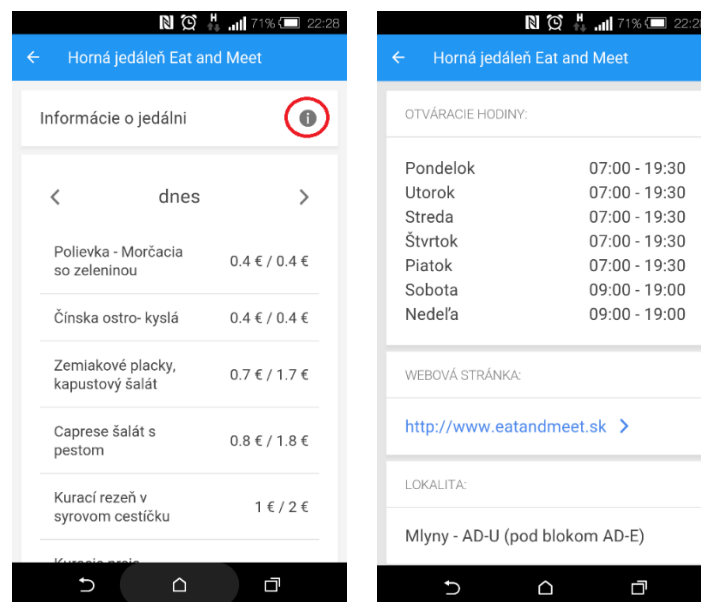 71% 22:28
Horná jedáleň Eat and Meet
Informácie o jedálni
dnes
Polievka - Morčacia
so zeleninou
0.4 € / 0.4 €
Čínska ostro- kyslá
0.4 € / 0.4 €
Zemiakové placky,
kapustový šalát
0.7 € / 1.7 €
Caprese šalát s
pestom
0.8 € / 1.8 €
Kurací rezeň v
syrovom cestíčku
1 € / 2 €
71% 22:28
Horná jedáleň Eat and Meet
OTVÁRACIE HODINY:
Pondelok 07:00 - 19:30
Utorok 07:00 - 19:30
Streda 07:00 - 19:30
Štvrtok 07:00 - 19:30
Piatok 07:00 - 19:30
Sobota 09:00 - 19:00
Nedeľa 09:00 - 19:00
WEBOVÁ STRÁNKA:
http://www.eatandmeet.sk
LOKALITA:
Mlyny - AD-U (pod blokom AD-E)